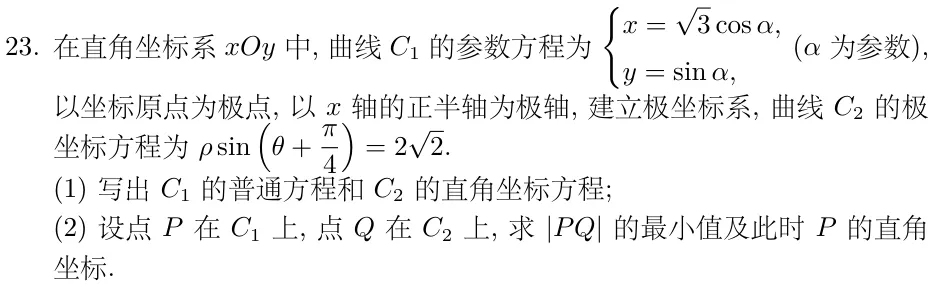 23. 在直角坐标系 xOy 中, 曲线 C₁ 的参数方程为 { x = √3 cos α, y = sin α, (α 为参数),
以坐标原点为极点, 以 x 轴的正半轴为极轴, 建立极坐标系, 曲线 C₂ 的极
坐标方程为 ρ sin(θ + π/4) = 2√2.
(1) 写出 C₁ 的普通方程和 C₂ 的直角坐标方程;
(2) 设点 P 在 C₁ 上, 点 Q 在 C₂ 上, 求 |PQ| 的最小值及此时 P 的直角
坐标.